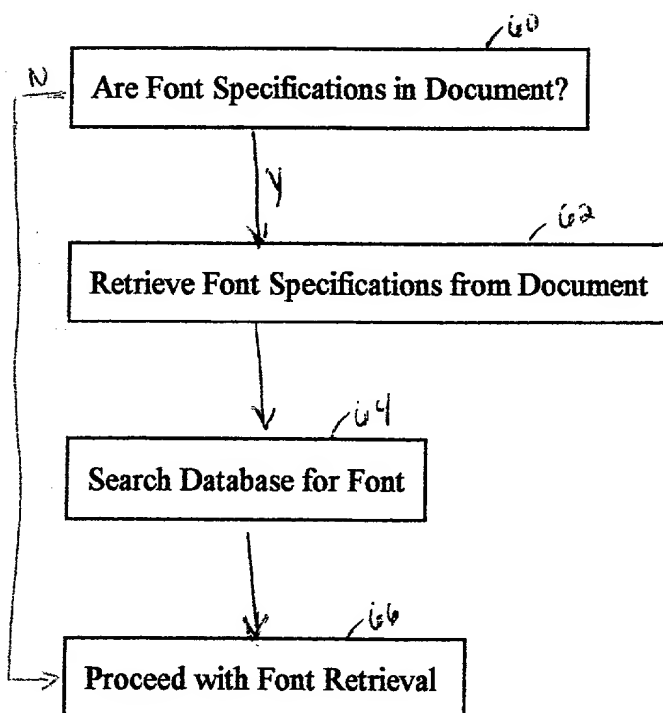 60
N
Are Font Specifications in Document?
Y
62
Retrieve Font Specifications from Document
64
Search Database for Font
66
Proceed with Font Retrieval